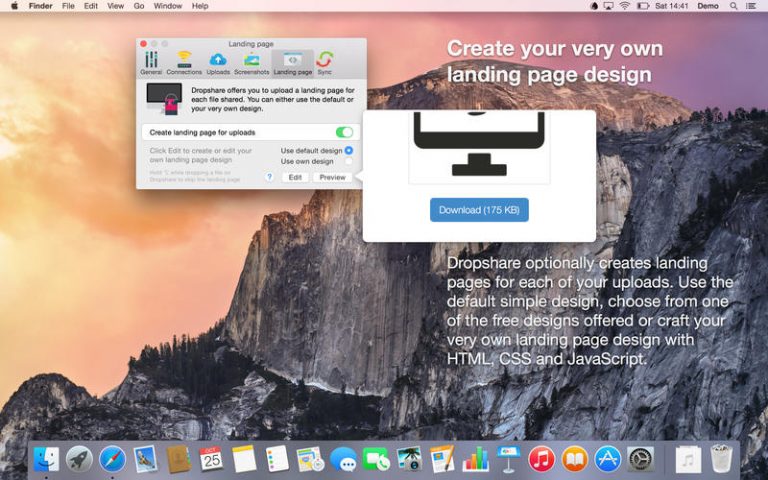 Finder File Edit View Go Window Help
Sat 14:41 Demo
Landing page
General Connections Uploads Screenshots Landing page Sync
Dropshare offers you to upload a landing page for
each file shared. You can either use the default or
your very own design.
Create landing page for uploads
Click Edit to create or edit your
own landing page design
Use default design
Use own design
Hold ⌥ while dropping a file on
Dropshare to skip the landing page
? Edit Preview
Create your very own
landing page design
Download (175 KB)
Dropshare optionally creates landing
pages for each of your uploads. Use the
default simple design, choose from one
of the free designs offered or craft your
very own landing page design with
HTML, CSS and JavaScript.
OCT
25